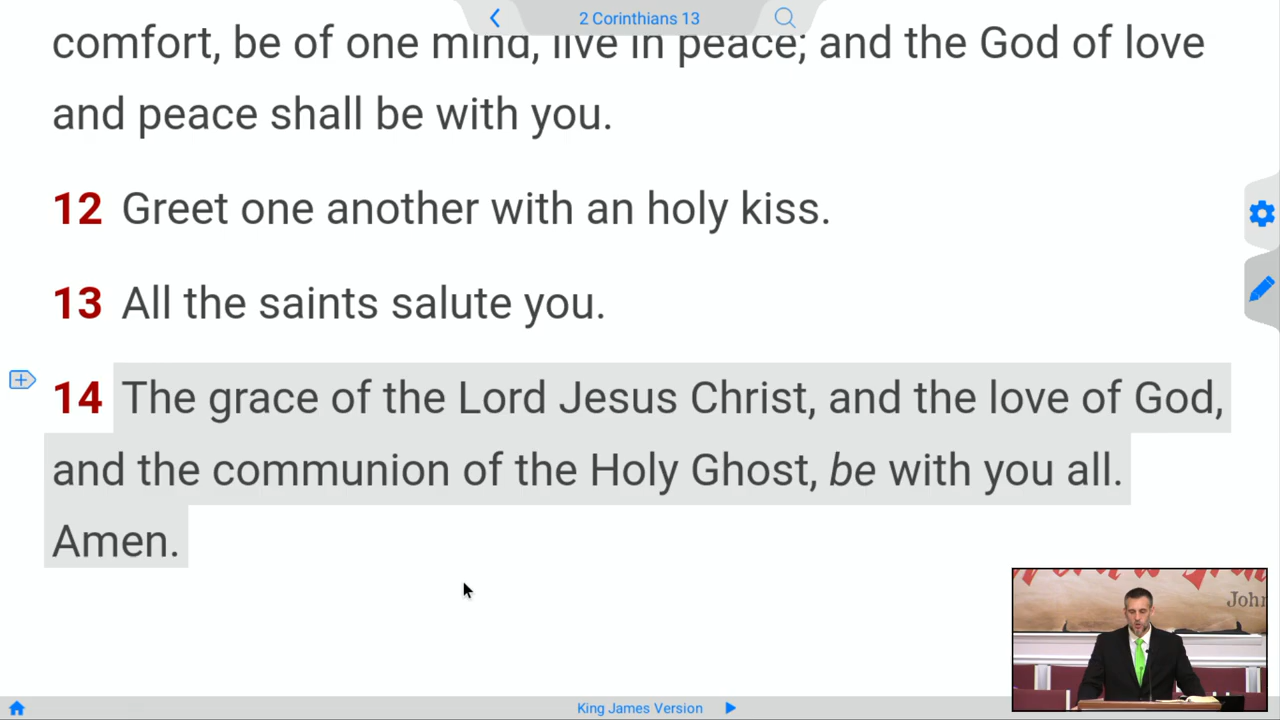 2 Corinthians 13
comfort, be of one mind, live in peace; and the God of love
and peace shall be with you.
12 Greet one another with an holy kiss.
13 All the saints salute you.
14 The grace of the Lord Jesus Christ, and the love of God,
and the communion of the Holy Ghost, be with you all.
Amen.
John
King James Version